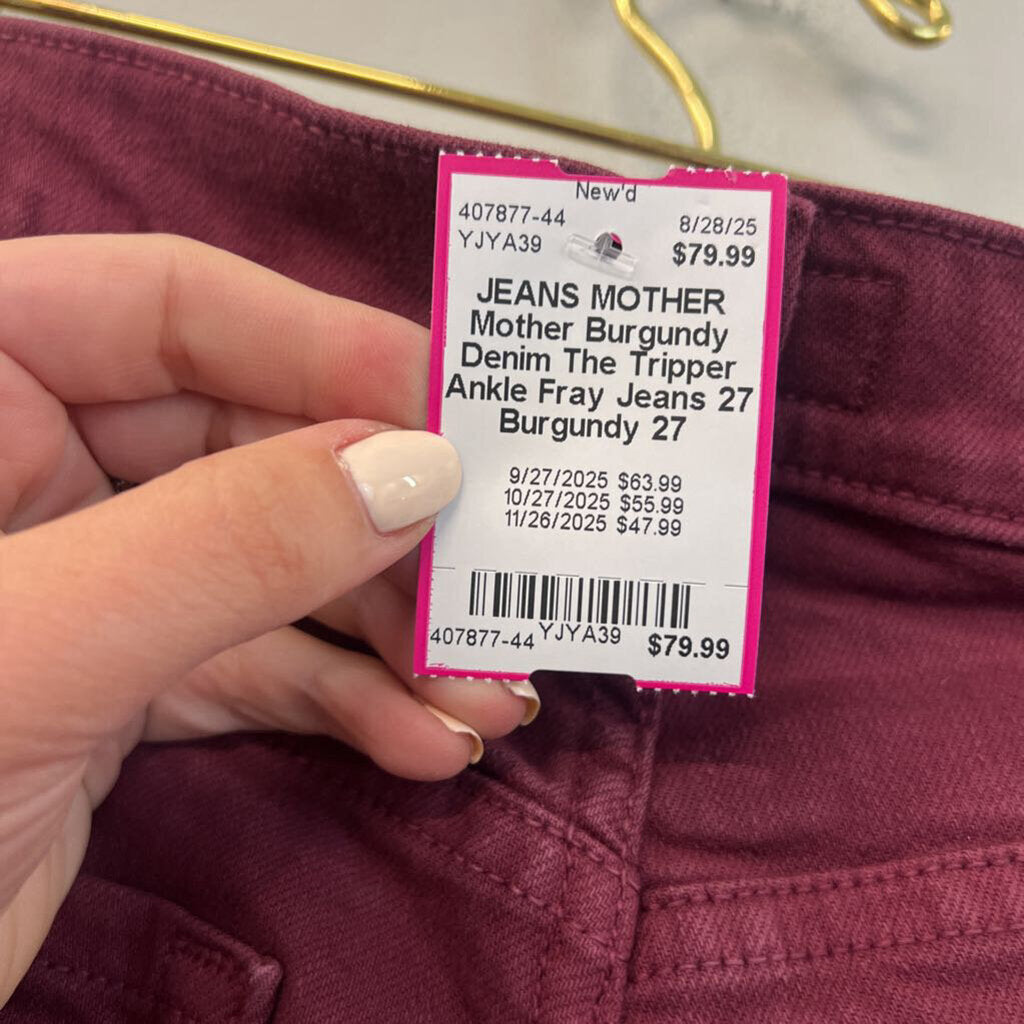 New'd
407877-44
8/28/25
YJYA39
$79.99
JEANS MOTHER
Mother Burgundy
Denim The Tripper
Ankle Fray Jeans 27
Burgundy 27
9/27/2025 $63.99
10/27/2025 $55.99
11/26/2025 $47.99
407877-44 YJYA39 $79.99